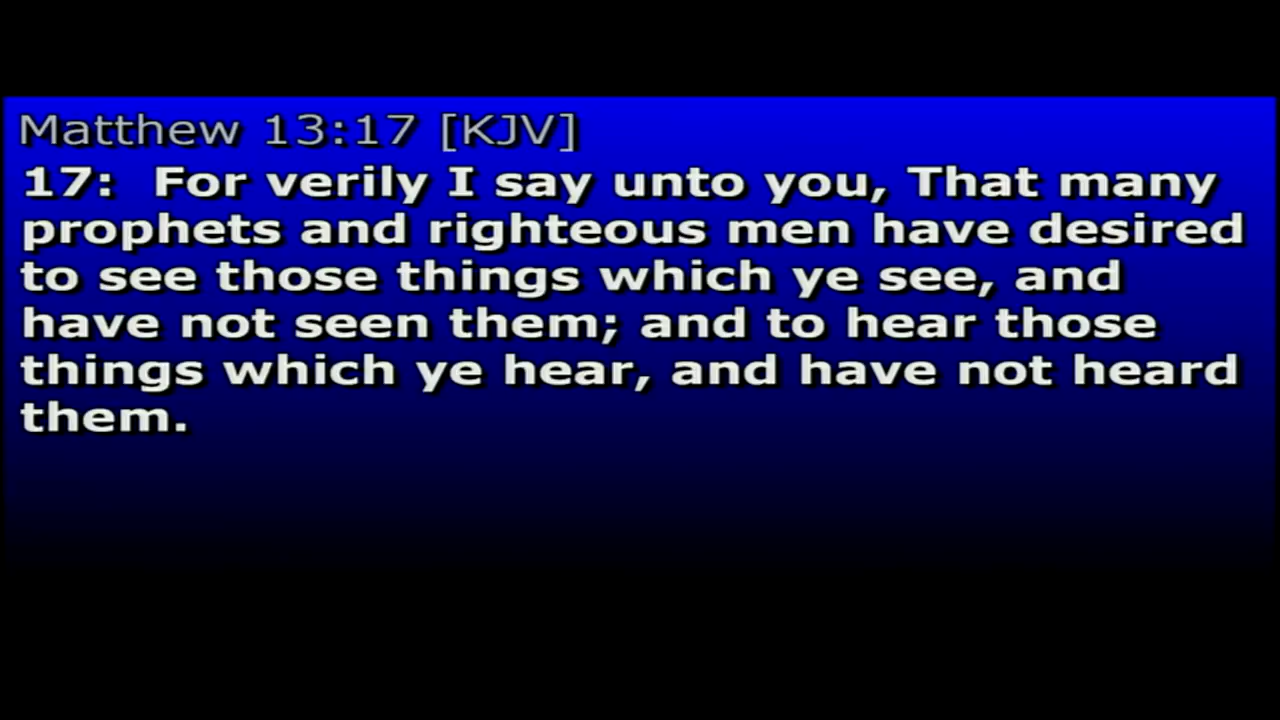 Matthew 13:17 [KJV]
17:  For verily I say unto you, That many
prophets and righteous men have desired
to see those things which ye see, and
have not seen them; and to hear those
things which ye hear, and have not heard
them.